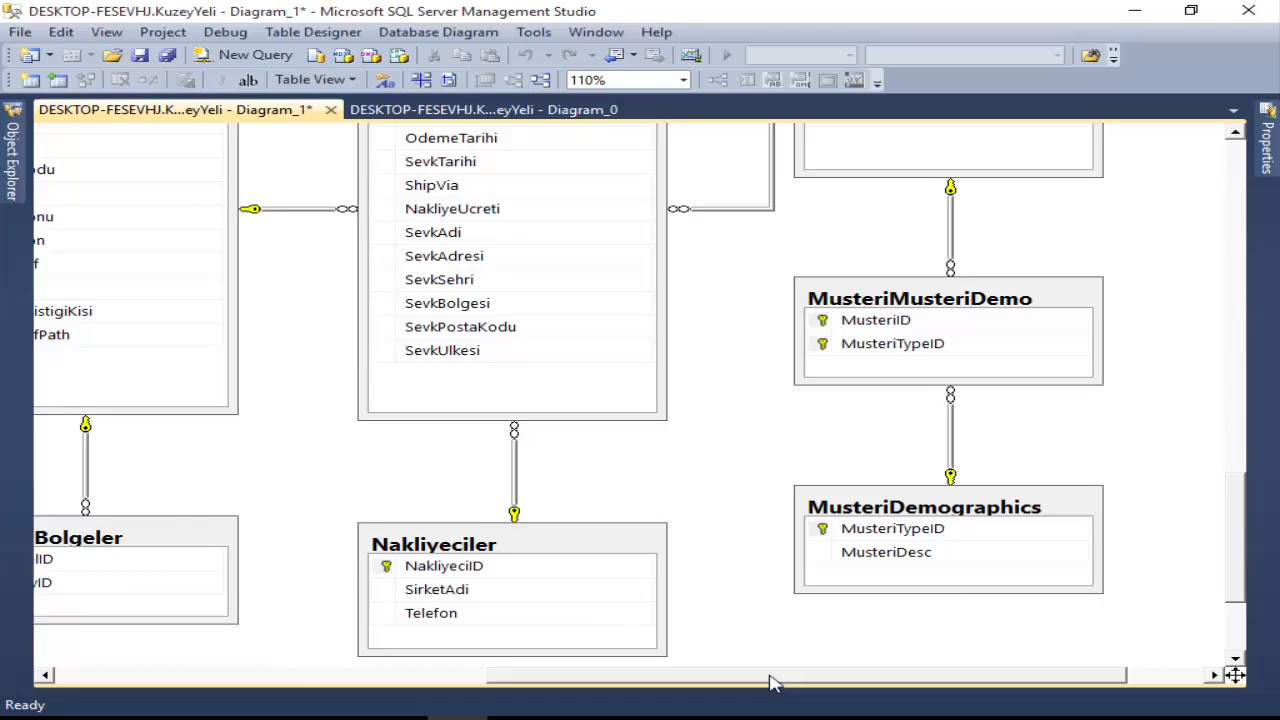 DESKTOP-FESEVHJ.KuzeyYeli - Diagram_1* - Microsoft SQL Server Management Studio
File Edit View Project Debug Table Designer Database Diagram Tools Window Help
New Query
abl Table View 110%
DESKTOP-FESEVHJ.K...eyYeli - Diagram_1* DESKTOP-FESEVHJ.K...eyYeli - Diagram_0
Object Explorer
Properties
odu
onu
on
f
istigiKisi
fPath
OdemeTarihi
SevkTarihi
ShipVia
NakliyeUcreti
SevkAdi
SevkAdresi
SevkSehri
SevkBolgesi
SevkPostaKodu
SevkUlkesi
MusteriMusteriDemo
MusteriID
MusteriTypeID
MusteriDemographics
MusteriTypeID
MusteriDesc
Bolgeler
lID
yID
Nakliyeciler
NakliyeciID
SirketAdi
Telefon
Ready